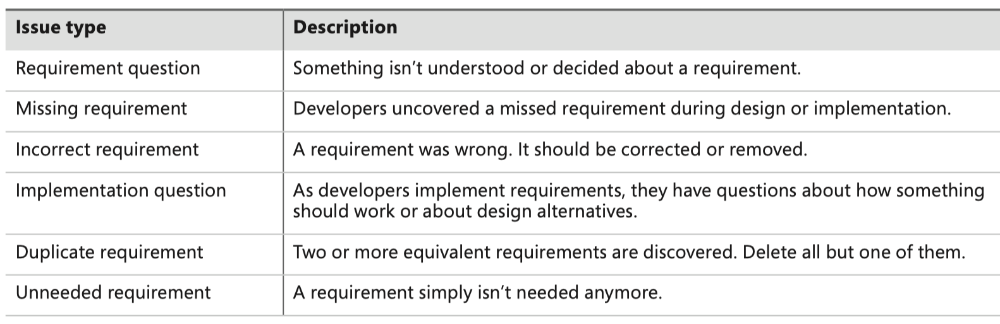 Issue type Description
Requirement question Something isn’t understood or decided about a requirement.
Missing requirement Developers uncovered a missed requirement during design or implementation.
Incorrect requirement A requirement was wrong. It should be corrected or removed.
Implementation question As developers implement requirements, they have questions about how something
should work or about design alternatives.
Duplicate requirement Two or more equivalent requirements are discovered. Delete all but one of them.
Unneeded requirement A requirement simply isn’t needed anymore.